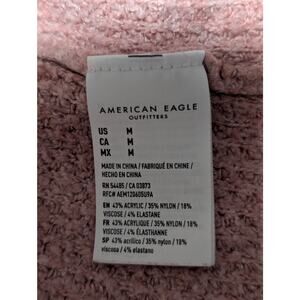 AMERICAN EAGLE
OUTFITTERS
US M
CA M
MX M
MADE IN CHINA / FABRIQUÉ EN CHINE /
HECHO EN CHINA
RN 54485 / CA 03873
RFC# AEM120605U9A
EN 43% ACRYLIC / 35% NYLON / 18%
VISCOSE / 4% ELASTANE
FR 43% ACRYLIQUE / 35% NYLON / 18%
VISCOSE / 4% ÉLASTHANNE
SP 43% acrílico / 35% nylon / 18%
viscosa / 4% elastano